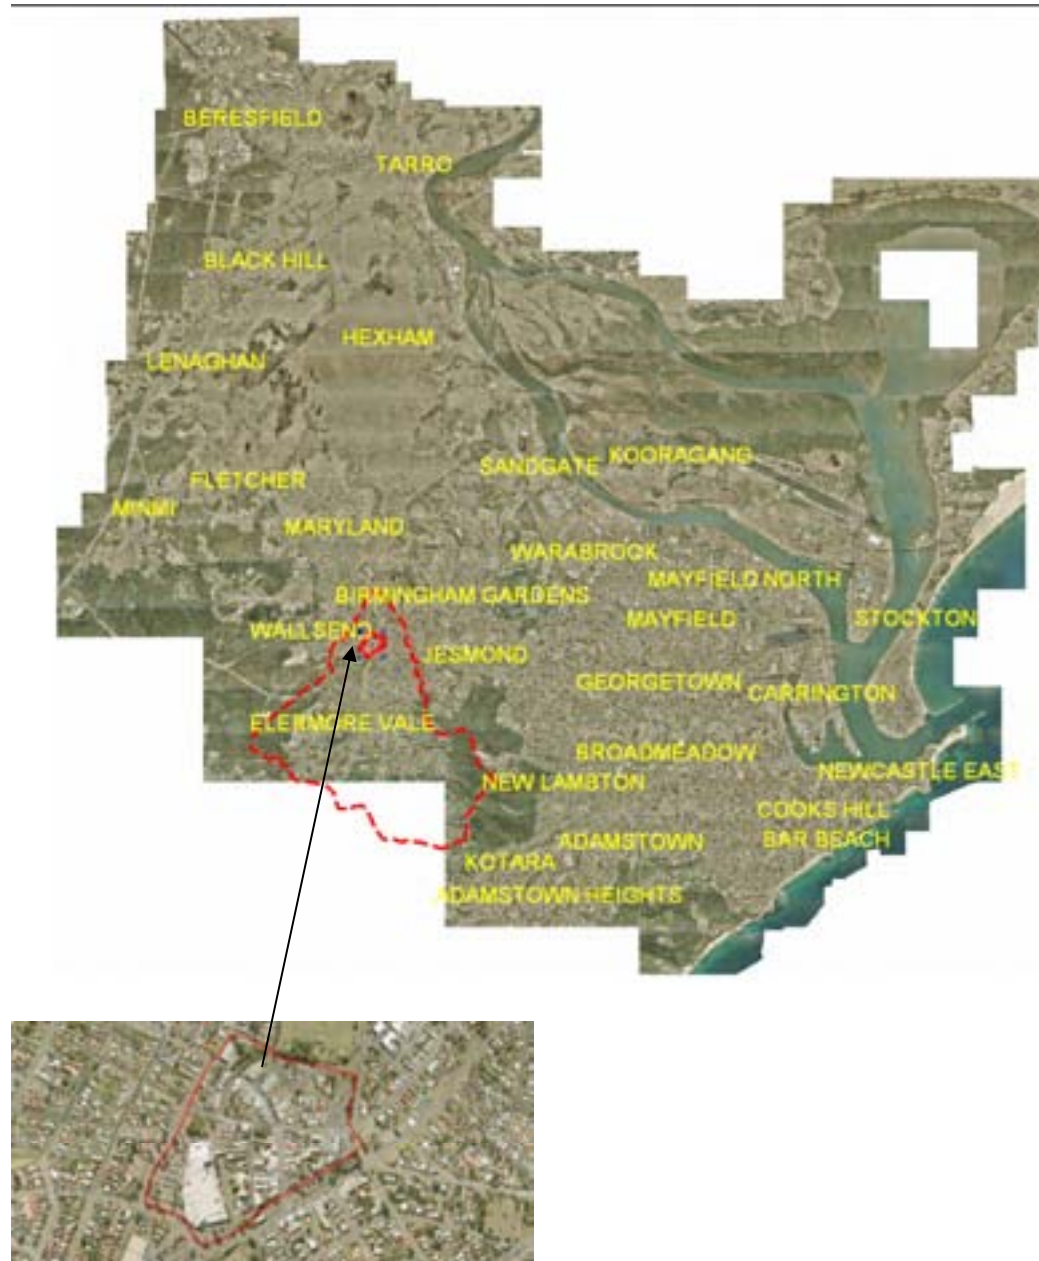 BERESFIELD
TARRO
BLACK HILL
HEXHAM
LENAGHAN
SANDGATE
KOORAGANG
FLETCHER
MINMI
MARYLAND
WARABROOK
MAYFIELD NORTH
BIRMINGHAM GARDENS
MAYFIELD
STOCKTON
WALLSEND
JESMOND
GEORGETOWN
CARRINGTON
ELERMORE VALE
BROADMEADOW
NEWCASTLE EAST
NEW LAMBTON
COOKS HILL
ADAMSTOWN
BAR BEACH
KOTARA
ADAMSTOWN HEIGHTS